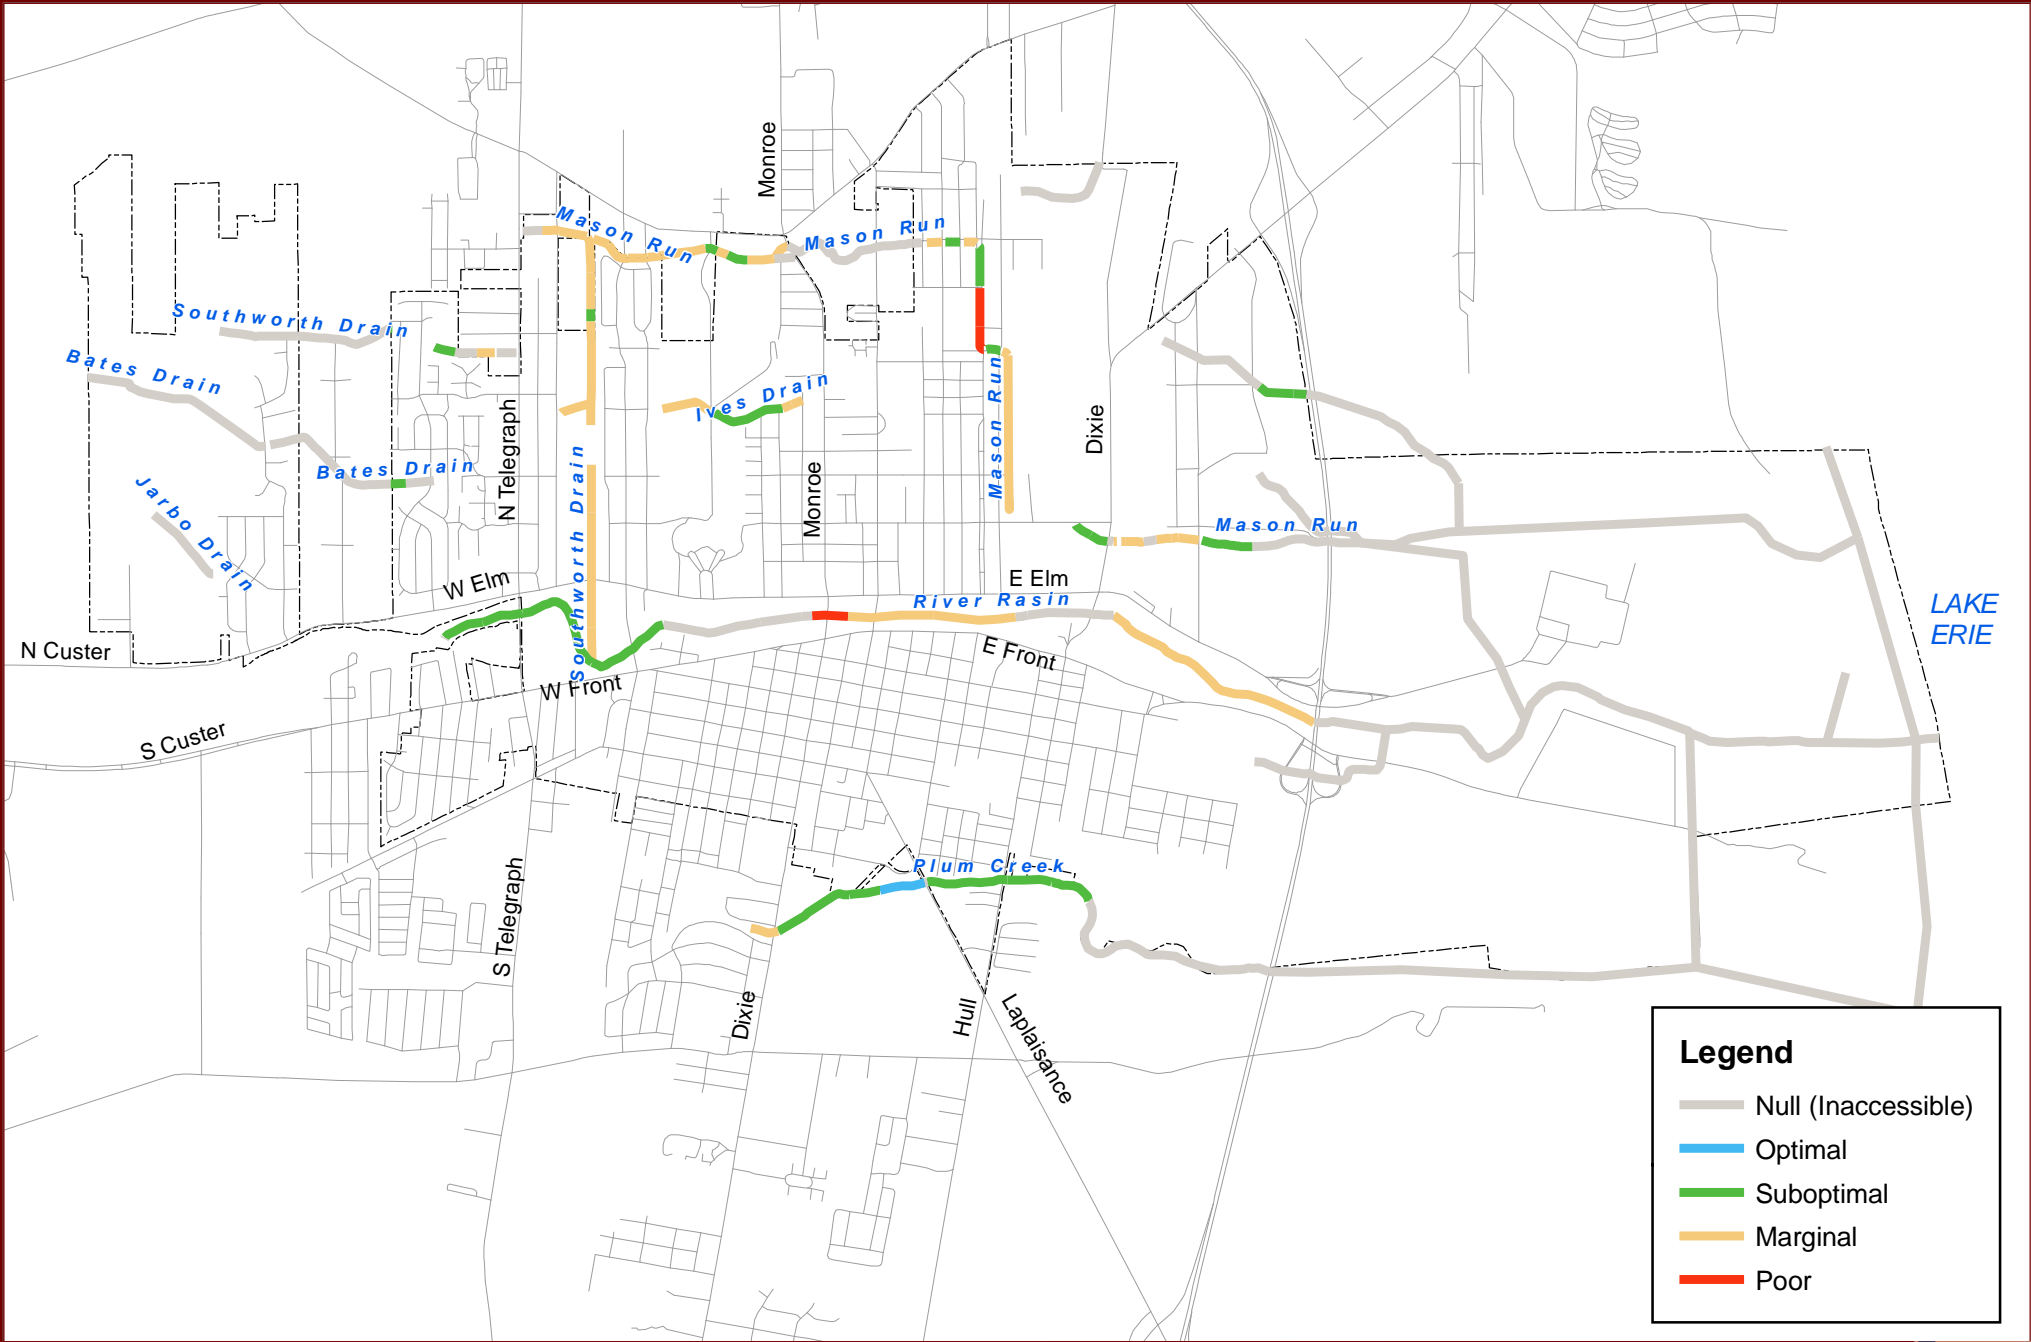 Monroe
Mason Run
Mason Run
Southworth Drain
Bates Drain
Ives Drain
Mason Run
N Telegraph
Dixie
Bates Drain
Monroe
Southworth Drain
Jarbo Drain
Mason Run
W Elm
E Elm
River Rasin
LAKE
ERIE
N Custer
E Front
W Front
S Custer
Plum Creek
S Telegraph
Dixie
Hull
Laplaisance
Legend
Null (Inaccessible)
Optimal
Suboptimal
Marginal
Poor